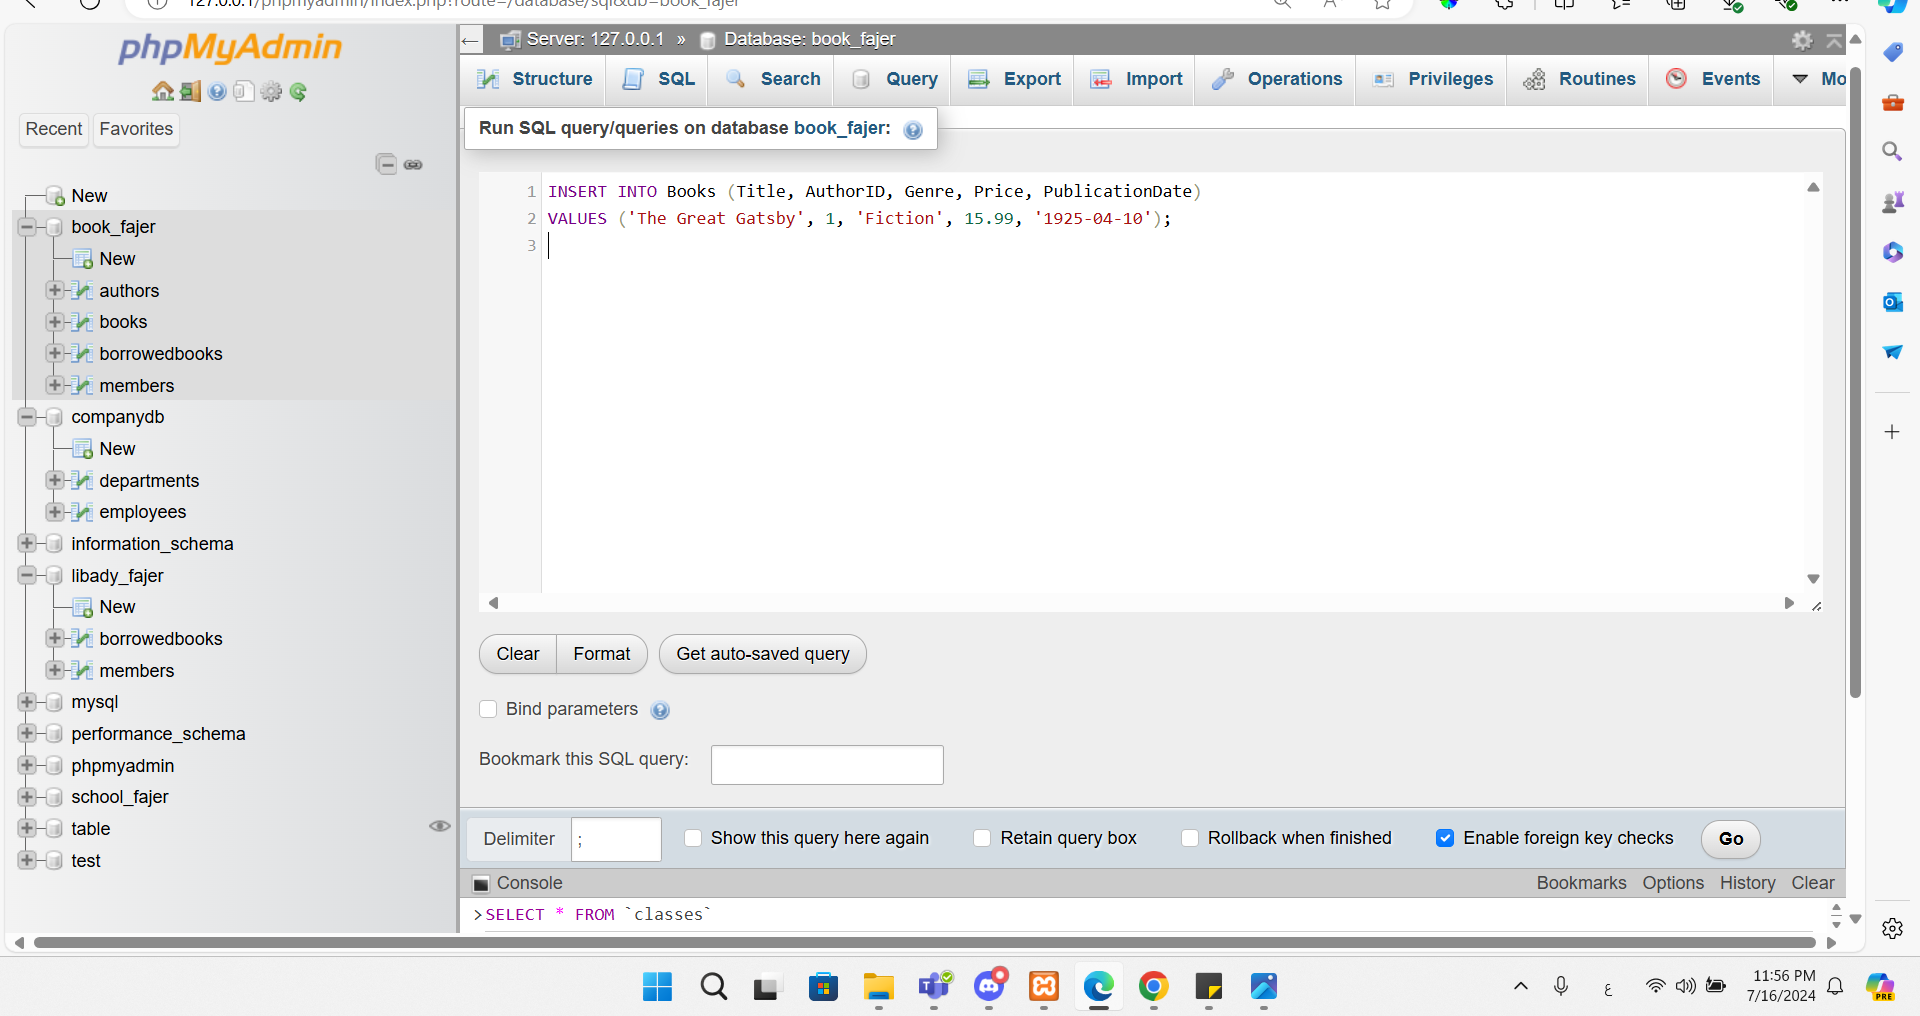 127.0.0.1/phpmyadmin/index.php?route=/database/sql&db=book_fajer
phpMyAdmin
Recent
Favorites
New
book_fajer
New
authors
books
borrowedbooks
members
companydb
New
departments
employees
information_schema
libady_fajer
New
borrowedbooks
members
mysql
performance_schema
phpmyadmin
school_fajer
table
test
Server: 127.0.0.1 » Database: book_fajer
Structure SQL Search Query Export Import Operations Privileges Routines Events Mo
Run SQL query/queries on database book_fajer:
1 INSERT INTO Books (Title, AuthorID, Genre, Price, PublicationDate)
2 VALUES ('The Great Gatsby', 1, 'Fiction', 15.99, '1925-04-10');
3
Clear Format Get auto-saved query
Bind parameters
Bookmark this SQL query:
Delimiter ; Show this query here again Retain query box Rollback when finished Enable foreign key checks Go
Console Bookmarks Options History Clear
>SELECT * FROM `classes`
ع
11:56 PM
7/16/2024
PRE